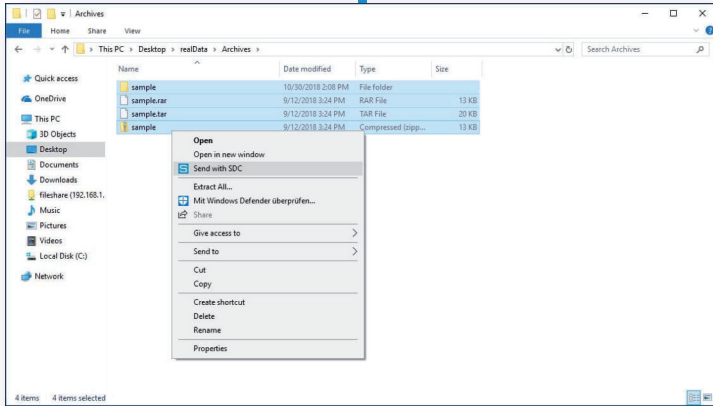 Archives
File Home Share View
This PC > Desktop > realData > Archives >
Search Archives
Name Date modified Type Size
Quick access
OneDrive
This PC
3D Objects
Desktop
Documents
Downloads
fileshare (192.168.1.
Music
Pictures
Videos
Local Disk (C:)
Network
sample 10/30/2018 2:08 PM File folder
sample.rar 9/12/2018 3:24 PM RAR File 13 KB
sample.tar 9/12/2018 3:24 PM TAR File 20 KB
sample 9/12/2018 3:24 PM Compressed (zipp... 13 KB
Open
Open in new window
Send with SDC
Extract All...
Mit Windows Defender überprüfen...
Share
Give access to
Send to
Cut
Copy
Create shortcut
Delete
Rename
Properties
4 items 4 items selected